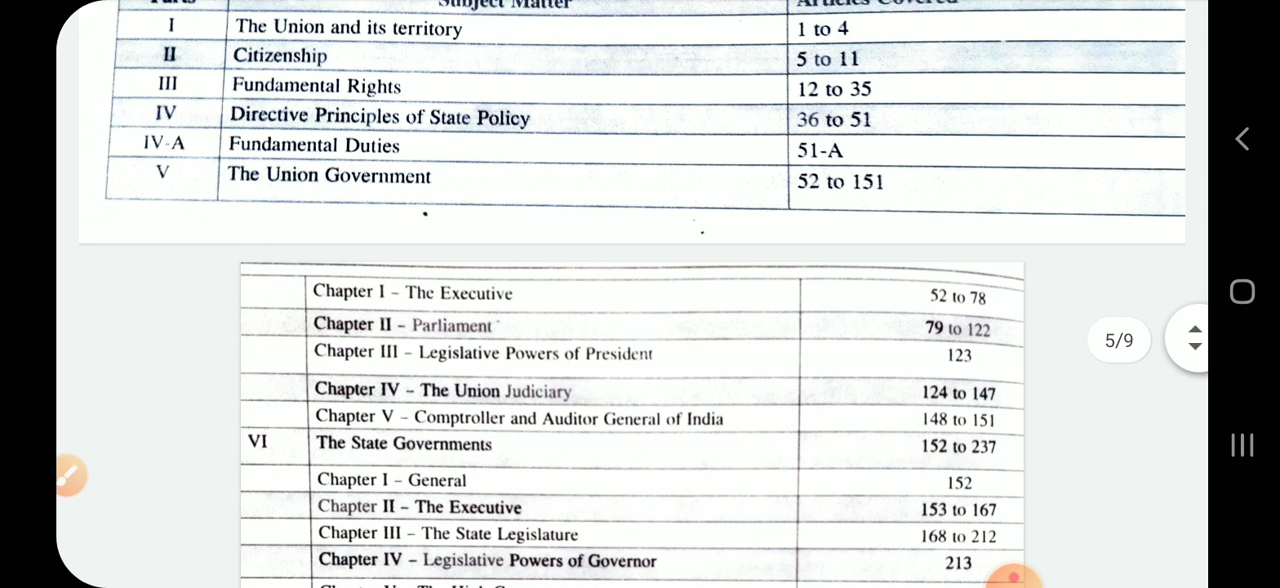 Parts Subject Matter Articles Covered
I The Union and its territory 1 to 4
II Citizenship 5 to 11
III Fundamental Rights 12 to 35
IV Directive Principles of State Policy 36 to 51
IV-A Fundamental Duties 51-A
V The Union Government 52 to 151
Chapter I – The Executive 52 to 78
Chapter II – Parliament 79 to 122
Chapter III – Legislative Powers of President 123
Chapter IV – The Union Judiciary 124 to 147
Chapter V – Comptroller and Auditor General of India 148 to 151
VI The State Governments 152 to 237
Chapter I – General 152
Chapter II – The Executive 153 to 167
Chapter III – The State Legislature 168 to 212
Chapter IV – Legislative Powers of Governor 213
5/9